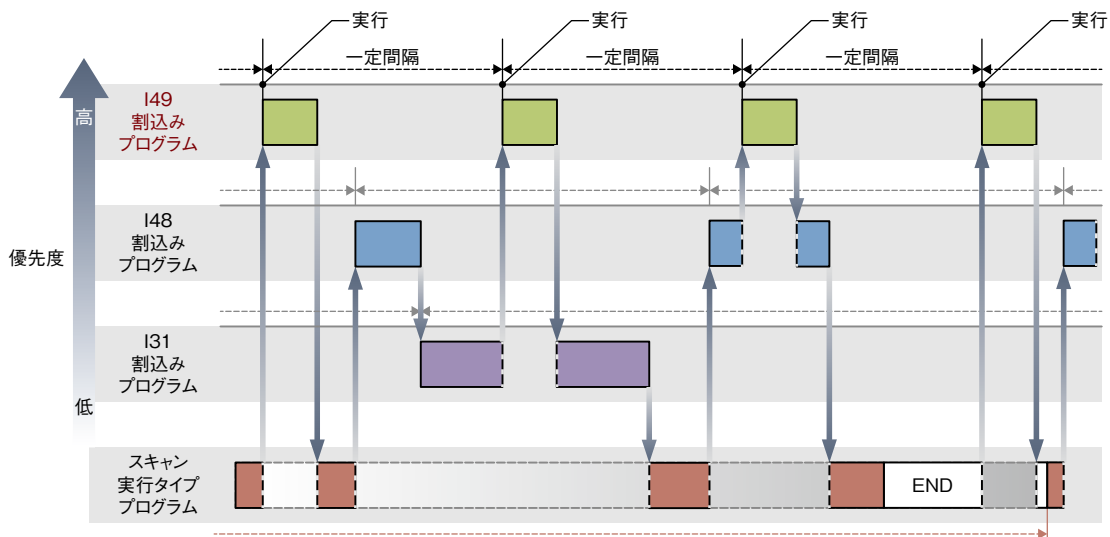 実行
実行
実行
実行
一定間隔
一定間隔
一定間隔
高
I49
割込み
プログラム
I48
割込み
プログラム
優先度
I31
割込み
プログラム
低
スキャン
実行タイプ
プログラム
END